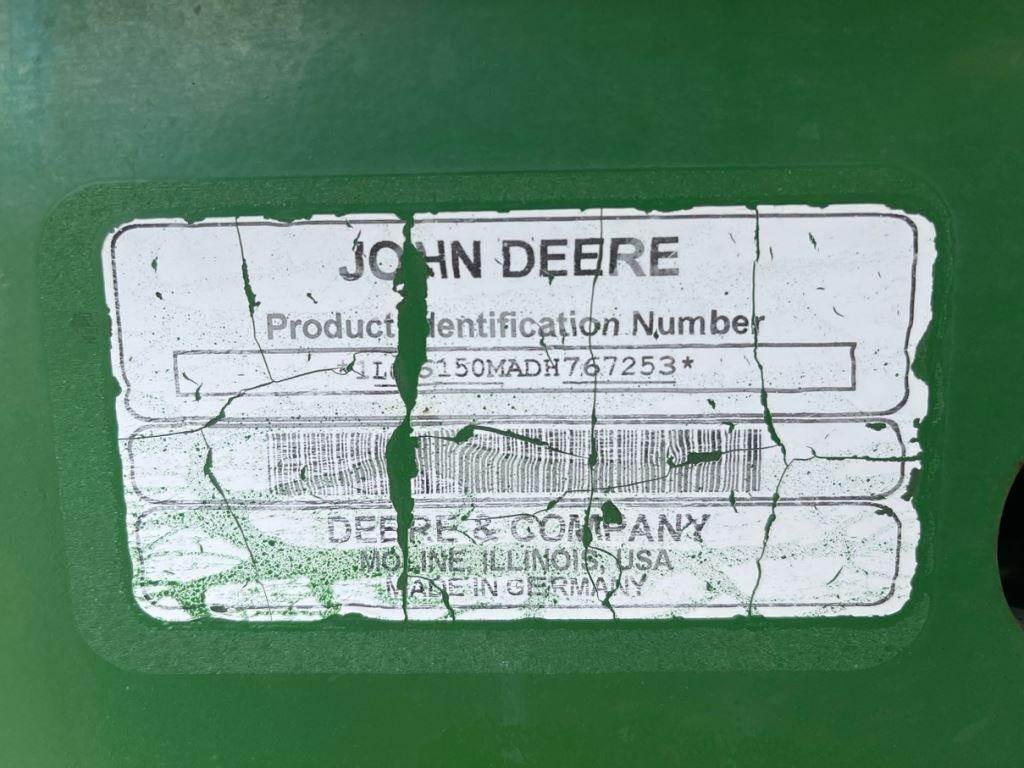 JOHN DEERE
Product Identification Number
*1L06150MADH767253*
DEERE & COMPANY
MOLINE, ILLINOIS, USA
MADE IN GERMANY